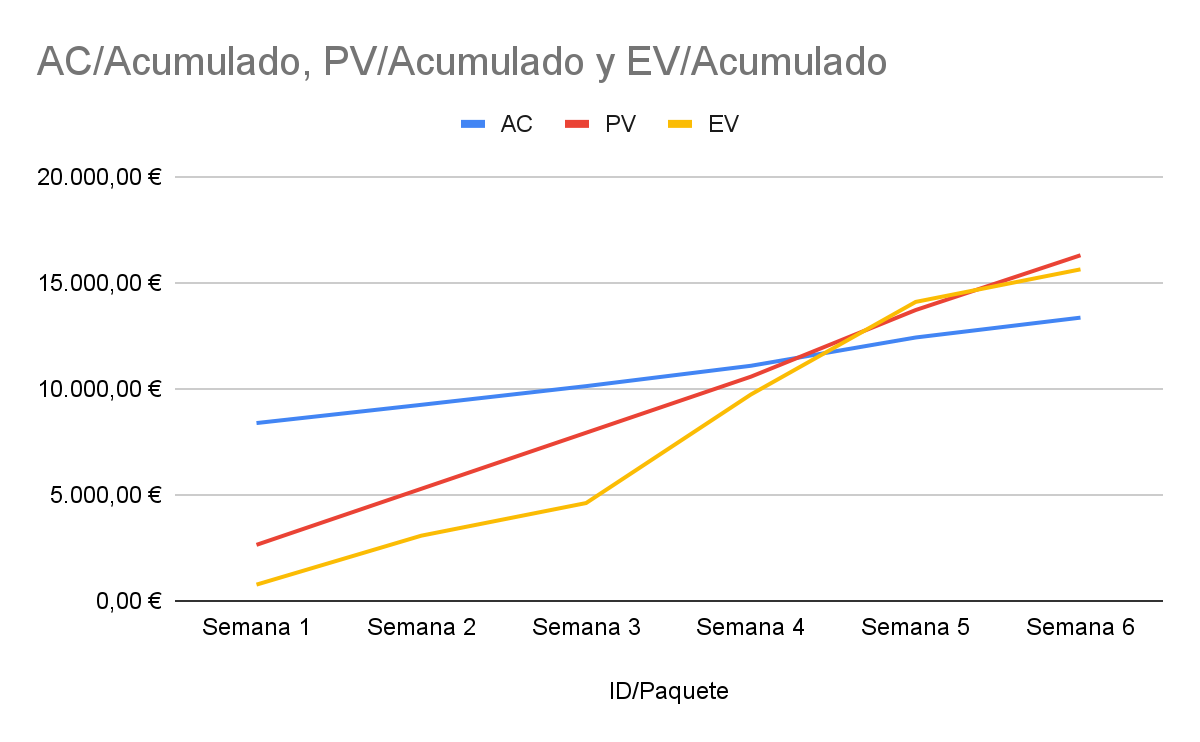 AC/Acumulado, PV/Acumulado y EV/Acumulado
AC PV EV
20.000,00 €
15.000,00 €
10.000,00 €
5.000,00 €
0,00 €
Semana 1 Semana 2 Semana 3 Semana 4 Semana 5 Semana 6
ID/Paquete